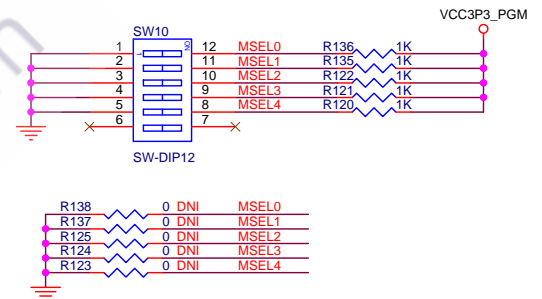 VCC3P3_PGM
SW10
ON
1 12 MSEL0 R136 1K
2 11 MSEL1 R135 1K
3 10 MSEL2 R122 1K
4 9 MSEL3 R121 1K
5 8 MSEL4 R120 1K
6 7
SW-DIP12
R138 0 DNI MSEL0
R137 0 DNI MSEL1
R125 0 DNI MSEL2
R124 0 DNI MSEL3
R123 0 DNI MSEL4